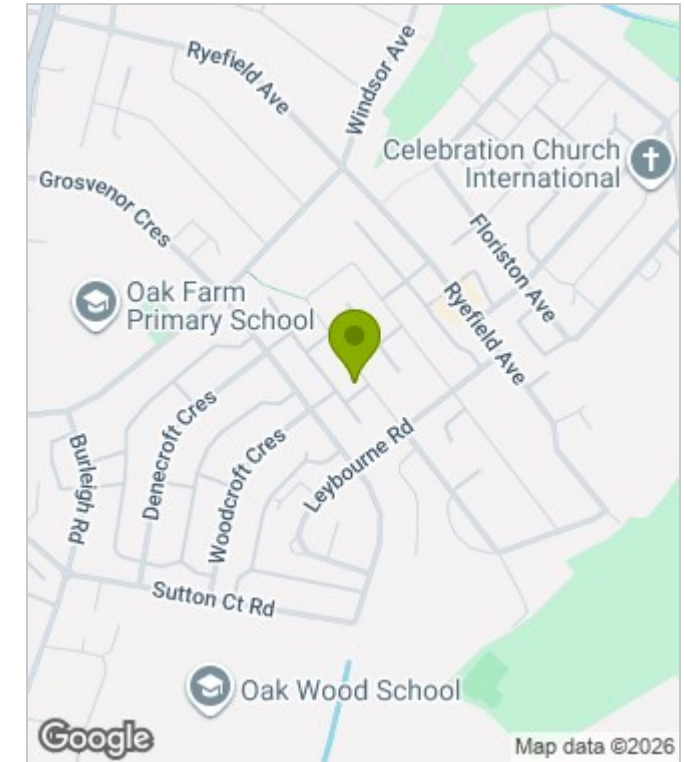 Ryefield Ave
Windsor Ave
Celebration Church
International
Grosvenor Cres
Floriston Ave
Oak Farm
Primary School
Ryefield Ave
Denecroft Cres
Woodcroft Cres
Leybourne Rd
Burleigh Rd
Sutton Ct Rd
Oak Wood School
Google
Map data ©2026